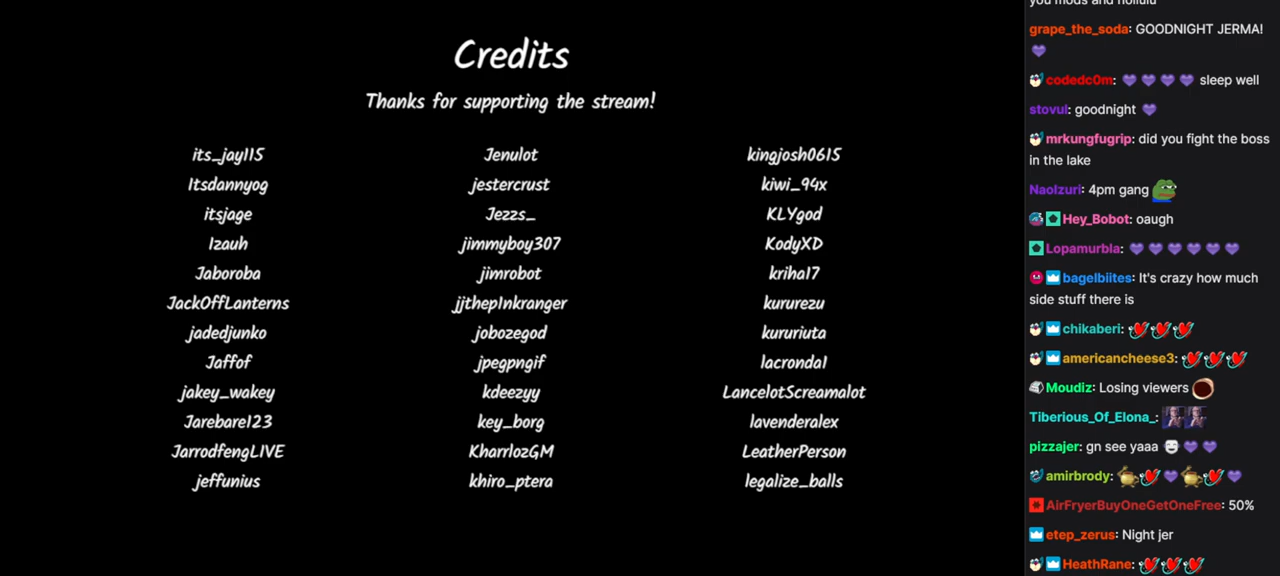 Credits
Thanks for supporting the stream!
its_jay115
Itsdannyog
itsjage
Izauh
Jaboroba
JackOffLanterns
jadedjunko
Jaffof
jakey_wakey
Jarebare123
JarrodfengLIVE
jeffunius
Jenulot
jestercrust
Jezzs_
jimmyboy307
jimrobot
jjthepInkranger
jobozegod
jpegpngif
kdeezyy
key_borg
KharrlozGM
khiro_ptera
kingjosh0615
kiwi_94x
KLYgod
KodyXD
kriha17
kururezu
kururiuta
lacronda1
LancelotScreamalot
lavenderalex
LeatherPerson
legalize_balls
you mods and hollulu
grape_the_soda: GOODNIGHT JERMA!
codedc0m: sleep well
stovul: goodnight
mrkungfugrip: did you fight the boss
in the lake
NaoIzuri: 4pm gang
Hey_Bobot: oaugh
Lopamurbla:
bagelbiites: It's crazy how much
side stuff there is
chikaberi:
americancheese3:
Moudiz: Losing viewers
Tiberious_Of_Elona_:
pizzajer: gn see yaaa
amirbrody:
AirFryerBuyOneGetOneFree: 50%
etep_zerus: Night jer
HeathRane: